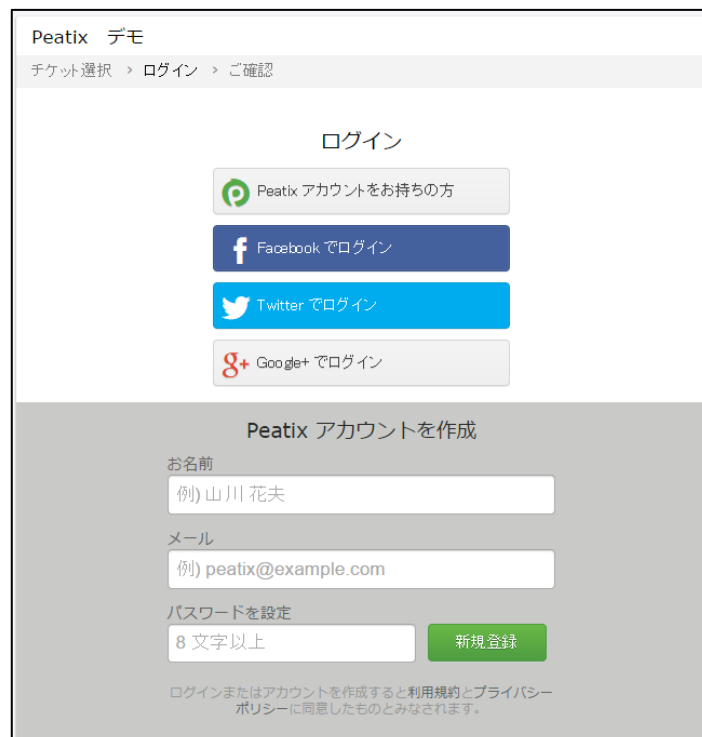 Peatix デモ
チケット選択 > ログイン > ご確認
ログイン
Peatix アカウントをお持ちの方
Facebook でログイン
Twitter でログイン
g+ Google+ でログイン
Peatix アカウントを作成
お名前
例) 山川 花夫
メール
例) peatix@example.com
パスワードを設定
8 文字以上
新規登録
ログインまたはアカウントを作成すると利用規約とプライバシー
ポリシーに同意したものとみなされます。